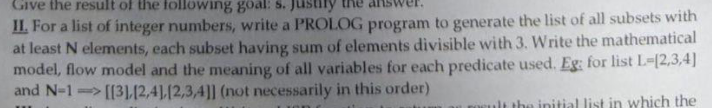 Give the result of the following goal: s. Justify the answer.
II. For a list of integer numbers, write a PROLOG program to generate the list of all subsets with
at least N elements, each subset having sum of elements divisible with 3. Write the mathematical
model, flow model and the meaning of all variables for each predicate used. Eg: for list L=[2,3,4]
and N=1 ==> [[3],[2,4],[2,3,4]] (not necessarily in this order)
result the initial list in which the